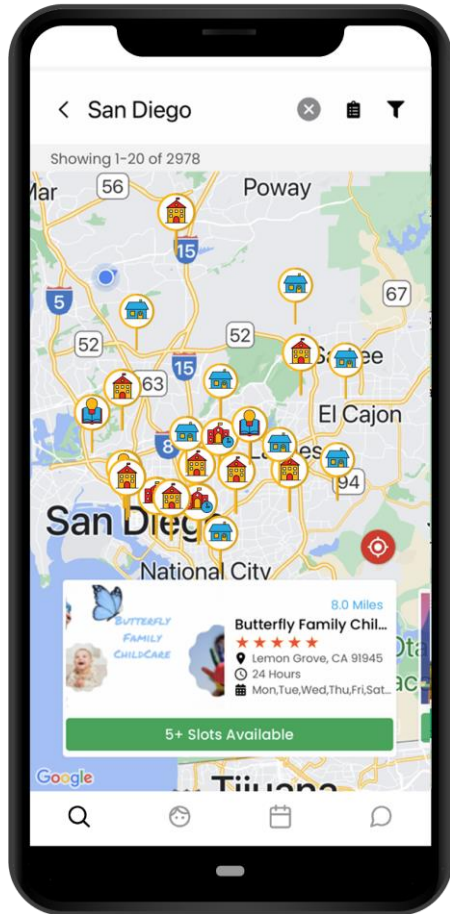 San Diego
Showing 1-20 of 2978
Mar
56
Poway
15
5
67
52
52
15
63
El Cajon
8
94
San Diego
National City
8.0 Miles
BUTTERFLY
FAMILY
CHILDCARE
Butterfly Family Chil...
Lemon Grove, CA 91945
24 Hours
Mon,Tue,Wed,Thu,Fri,Sat...
5+ Slots Available
Google
Tijuana